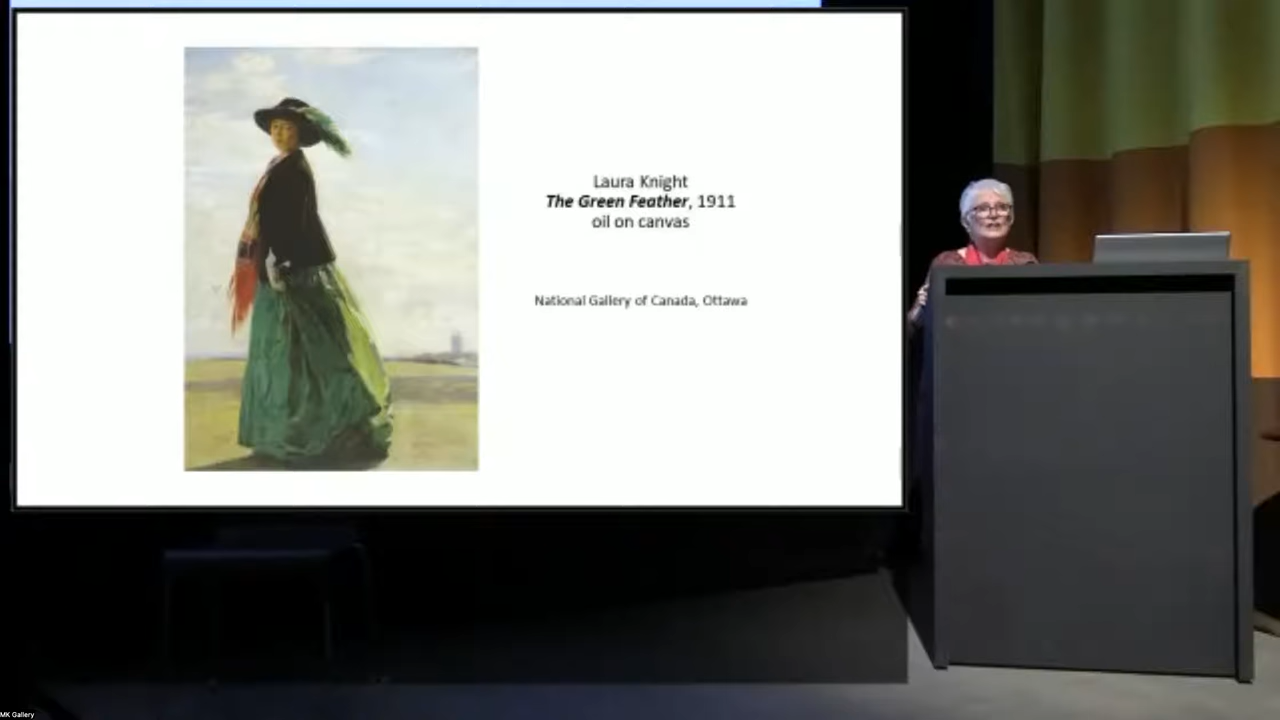 Laura Knight
The Green Feather, 1911
oil on canvas
National Gallery of Canada, Ottawa
MK Gallery